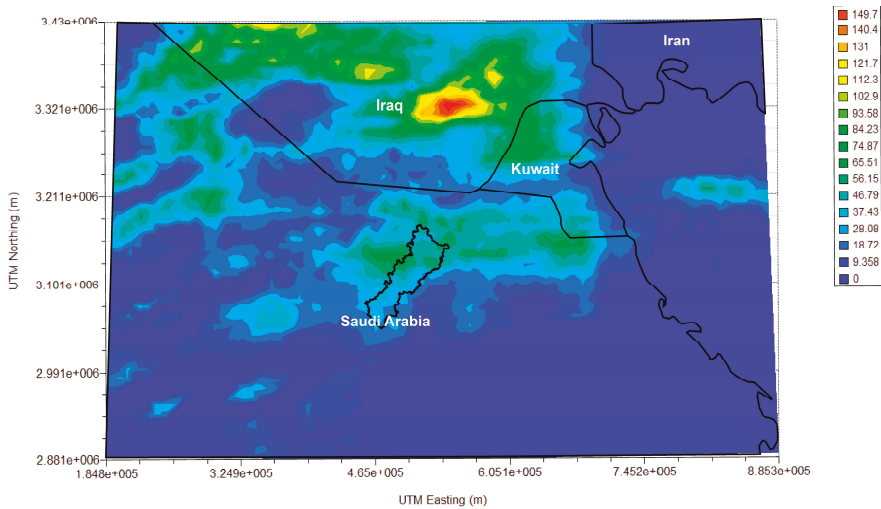 3.43e+006
3.321e+006
3.211e+006
3.101e+006
2.991e+006
2.881e+006
UTM Northing (m)
Iran
Iraq
Kuwait
Saudi Arabia
1.848e+005
3.249e+005
4.65e+005
6.051e+005
7.452e+005
8.853e+005
UTM Easting (m)
149.7
140.4
131
121.7
112.3
102.9
93.58
84.23
74.87
65.51
56.15
46.79
37.43
28.08
18.72
9.358
0